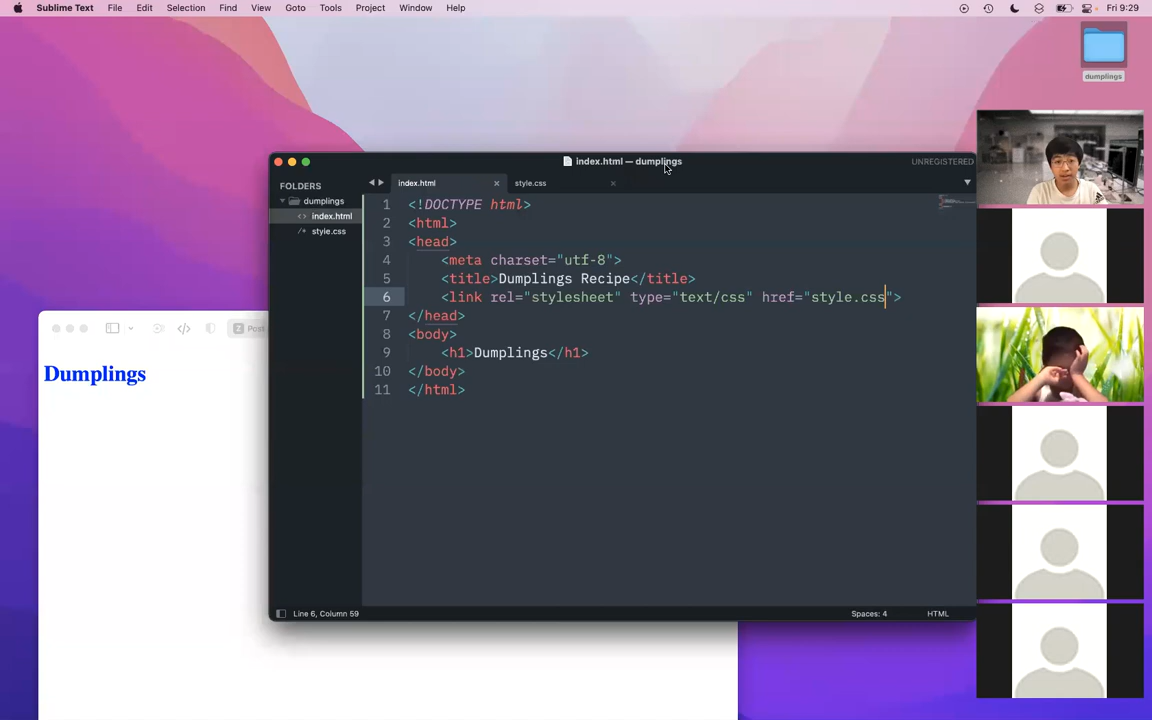 Sublime Text File Edit Selection Find View Goto Tools Project Window Help Fri 9:29
dumplings
index.html — dumplings UNREGISTERED
FOLDERS
dumplings
index.html
style.css
index.html style.css
1 <!DOCTYPE html>
2 <html>
3 <head>
4 <meta charset="utf-8">
5 <title>Dumplings Recipe</title>
6 <link rel="stylesheet" type="text/css" href="style.css">
7 </head>
8 <body>
9 <h1>Dumplings</h1>
10 </body>
11 </html>
Line 6, Column 59 Spaces: 4 HTML
Z Post
Dumplings